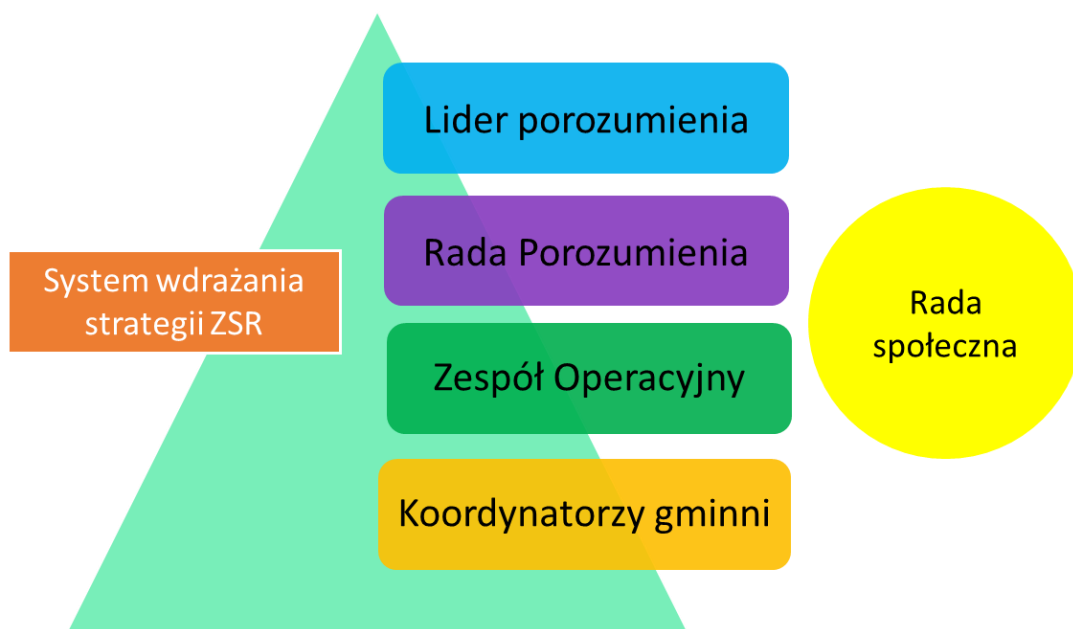 Lider porozumienia
Rada Porozumienia
System wdrażania
strategii ZSR
Rada
społeczna
Zespół Operacyjny
Koordynatorzy gminni